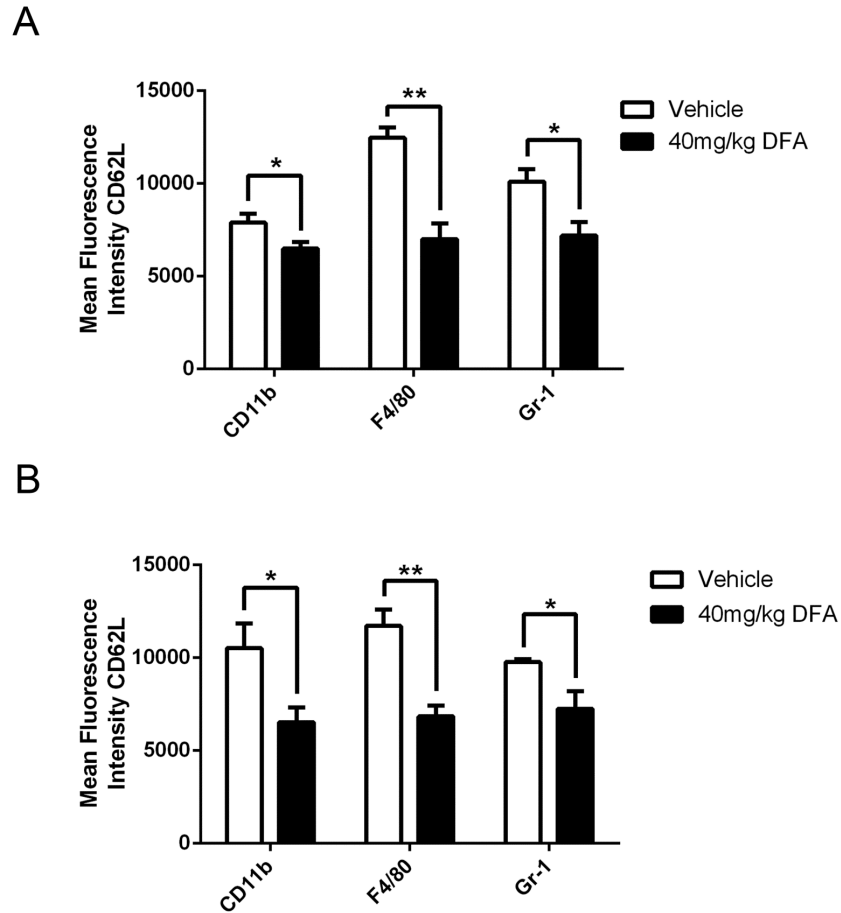 A
Mean Fluorescence
Intensity CD62L
15000
10000
5000
0
*
**
*
Vehicle
40mg/kg DFA
CD11b
F4/80
Gr-1
B
Mean Fluorescence
Intensity CD62L
15000
10000
5000
0
*
**
*
Vehicle
40mg/kg DFA
CD11b
F4/80
Gr-1